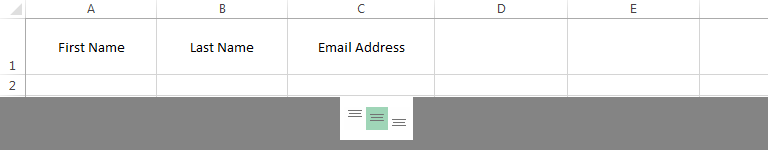 A B C D E
1 First Name Last Name Email Address
2